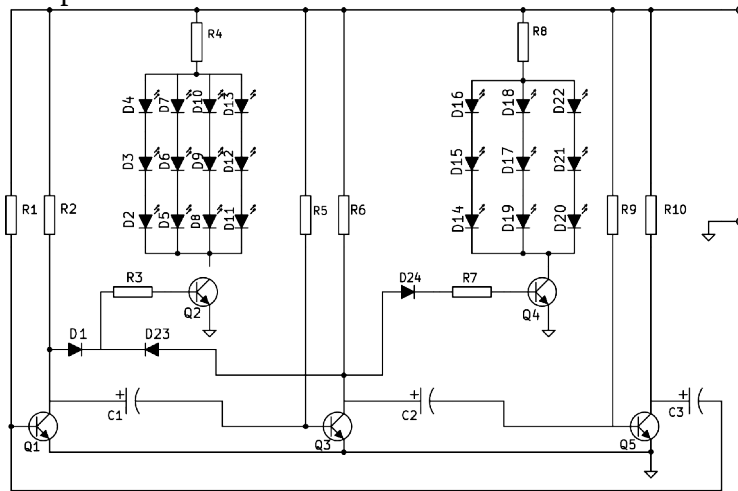 R4
R8
D4 D7 D10 D13
D16 D18 D22
D3 D6 D9 D12
D15 D17 D21
R1 R2 R5 R6 R9 R10
D2 D5 D8 D11
D14 D19 D20
R3 D24 R7
Q2 Q4
D1 D23
+ + +
C1 C2 C3
Q1 Q3 Q5